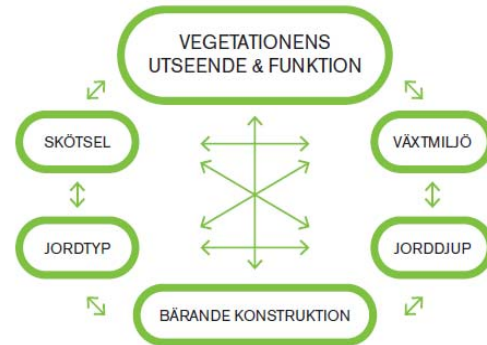 VEGETATIONENS
UTSEENDE & FUNKTION
SKÖTSEL
VÄXTMILJÖ
JORDTYP
JORDDJUP
BÄRANDE KONSTRUKTION